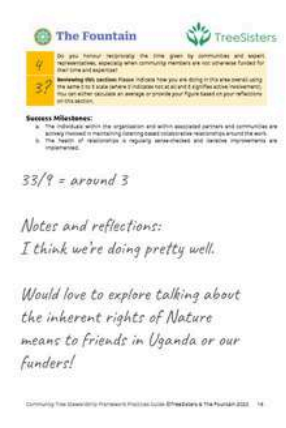 The Fountain
TreeSisters
Do you honour reciprocally the time given by communities and expert
4
representatives, especially when community members are not otherwise funded for
their time and expertise?
Reviewing this section: Please indicate how you are doing in this area overall using
3?
the same 0 to 5 scale (where 0 indicates not at all and 5 signifies active involvement).
You can either calculate an average or provide your figure based on your reflections
on this section.
Success Milestones:
a. The individuals within the organisation and within associated partners and communities are
actively involved in maintaining listening-based collaborative relationships around the work.
b. The health of relationships is regularly sense-checked and iterative improvements are
implemented.
33/9 = around 3
Notes and reflections:
I think we're doing pretty well.
Would love to explore talking about
the inherent rights of Nature
means to friends in Uganda or our
funders!
Community Tree Stewardship Framework Practices Guide ©TreeSisters & The Fountain 2022 14